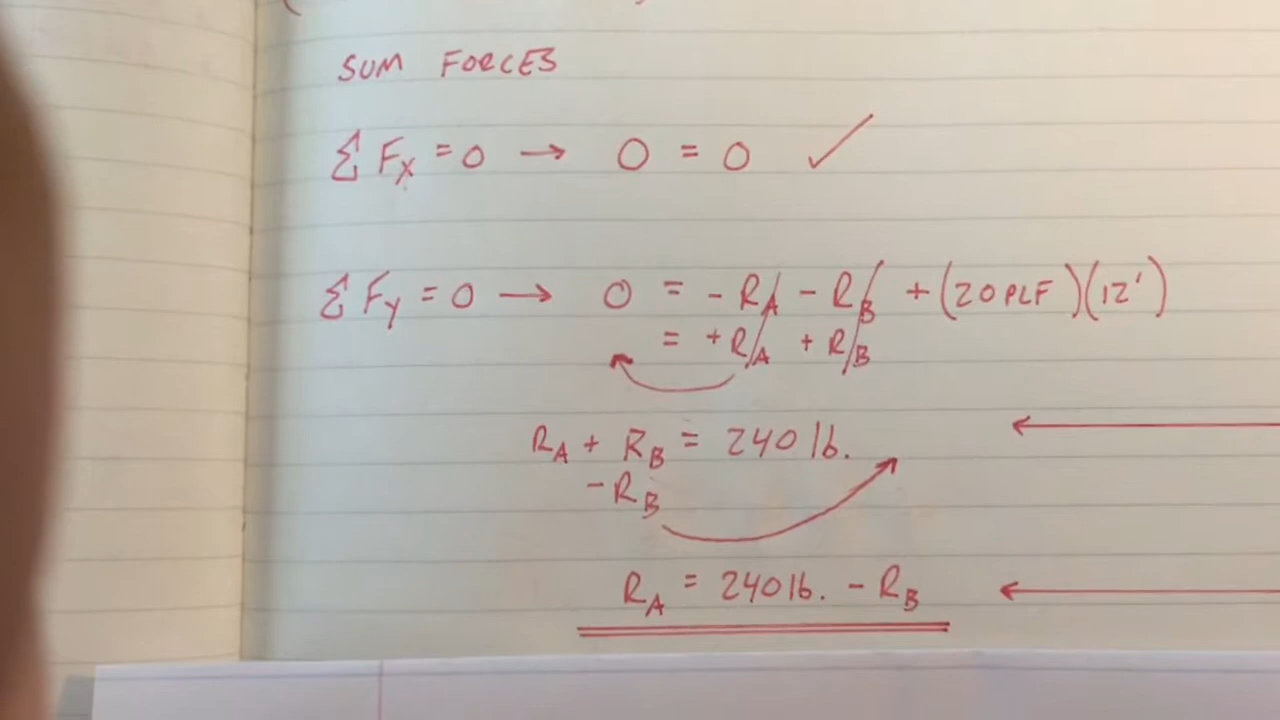 SUM FORCES
ΣFx = 0 → 0 = 0 ✓
ΣFy = 0 → 0 = - RA - RB + (20 PLF)(12')
= + RA + RB
RA + RB = 240 lb.
- RB
RA = 240 lb. - RB